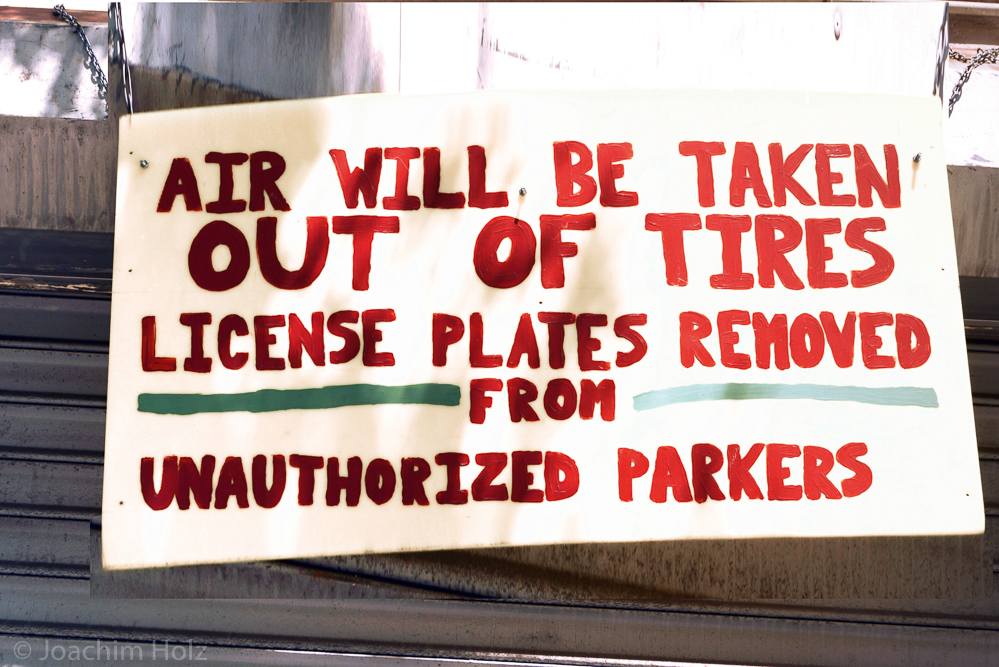 AIR WILL BE TAKEN
OUT OF TIRES
LICENSE PLATES REMOVED
FROM
UNAUTHORIZED PARKERS
© Joachim Holz